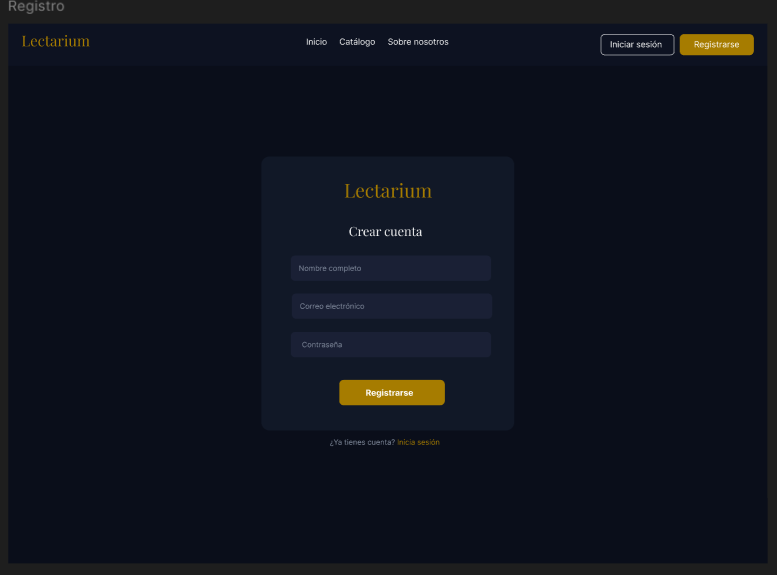 Registro
Lectarium
Inicio Catálogo Sobre nosotros
Iniciar sesión
Registrarse
Lectarium
Crear cuenta
Nombre completo
Correo electrónico
Contraseña
Registrarse
¿Ya tienes cuenta? Inicia sesión